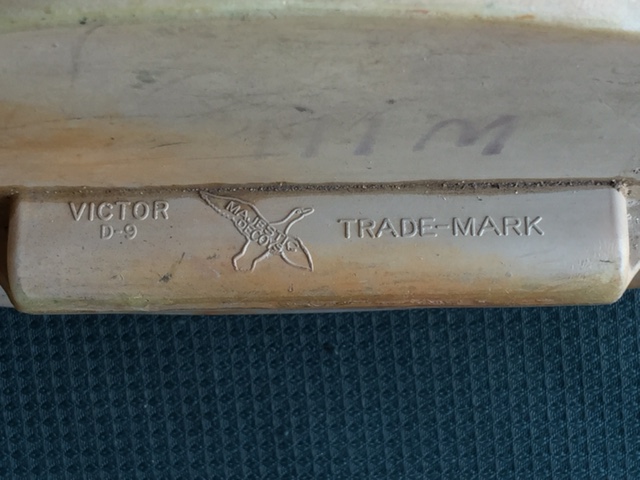 VICTOR
D-9
MAJESTIC
DECOYS
TRADE-MARK